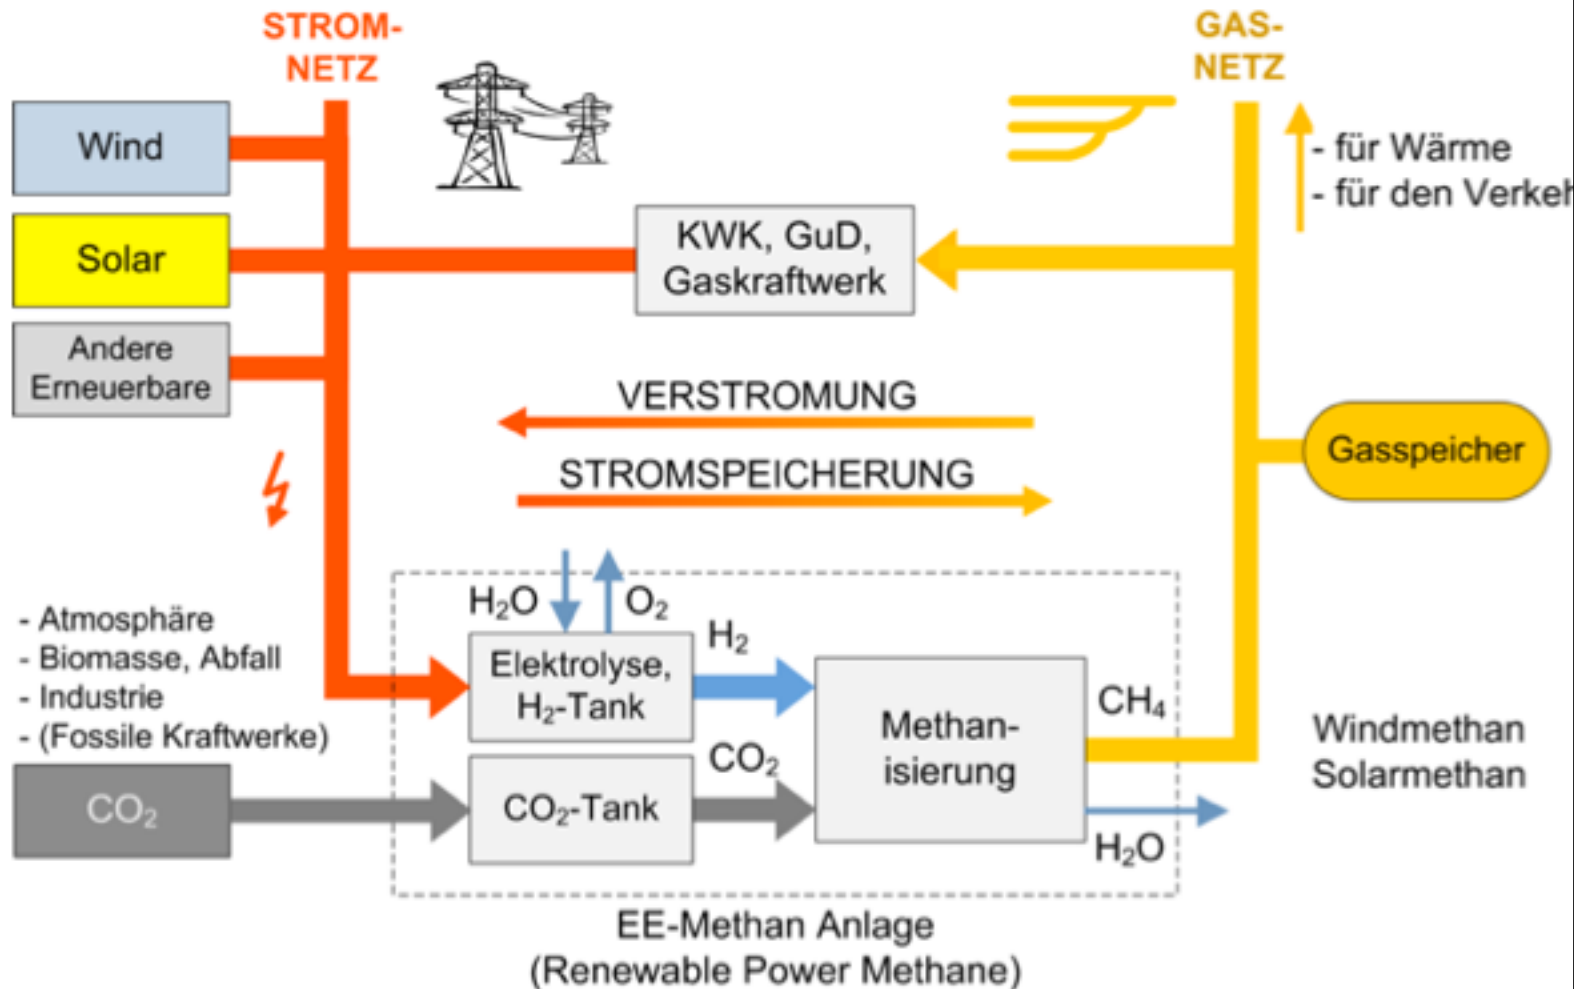 STROM-
NETZ
GAS-
NETZ
Wind
Solar
Andere
Erneuerbare
KWK, GuD,
Gaskraftwerk
- für Wärme
- für den Verkeh
VERSTROMUNG
STROMSPEICHERUNG
Gasspeicher
- Atmosphäre
- Biomasse, Abfall
- Industrie
- (Fossile Kraftwerke)
CO₂
H₂O
O₂
Elektrolyse,
H₂-Tank
H₂
CO₂-Tank
CO₂
Methan-
isierung
CH₄
H₂O
Windmethan
Solarmethan
EE-Methan Anlage
(Renewable Power Methane)